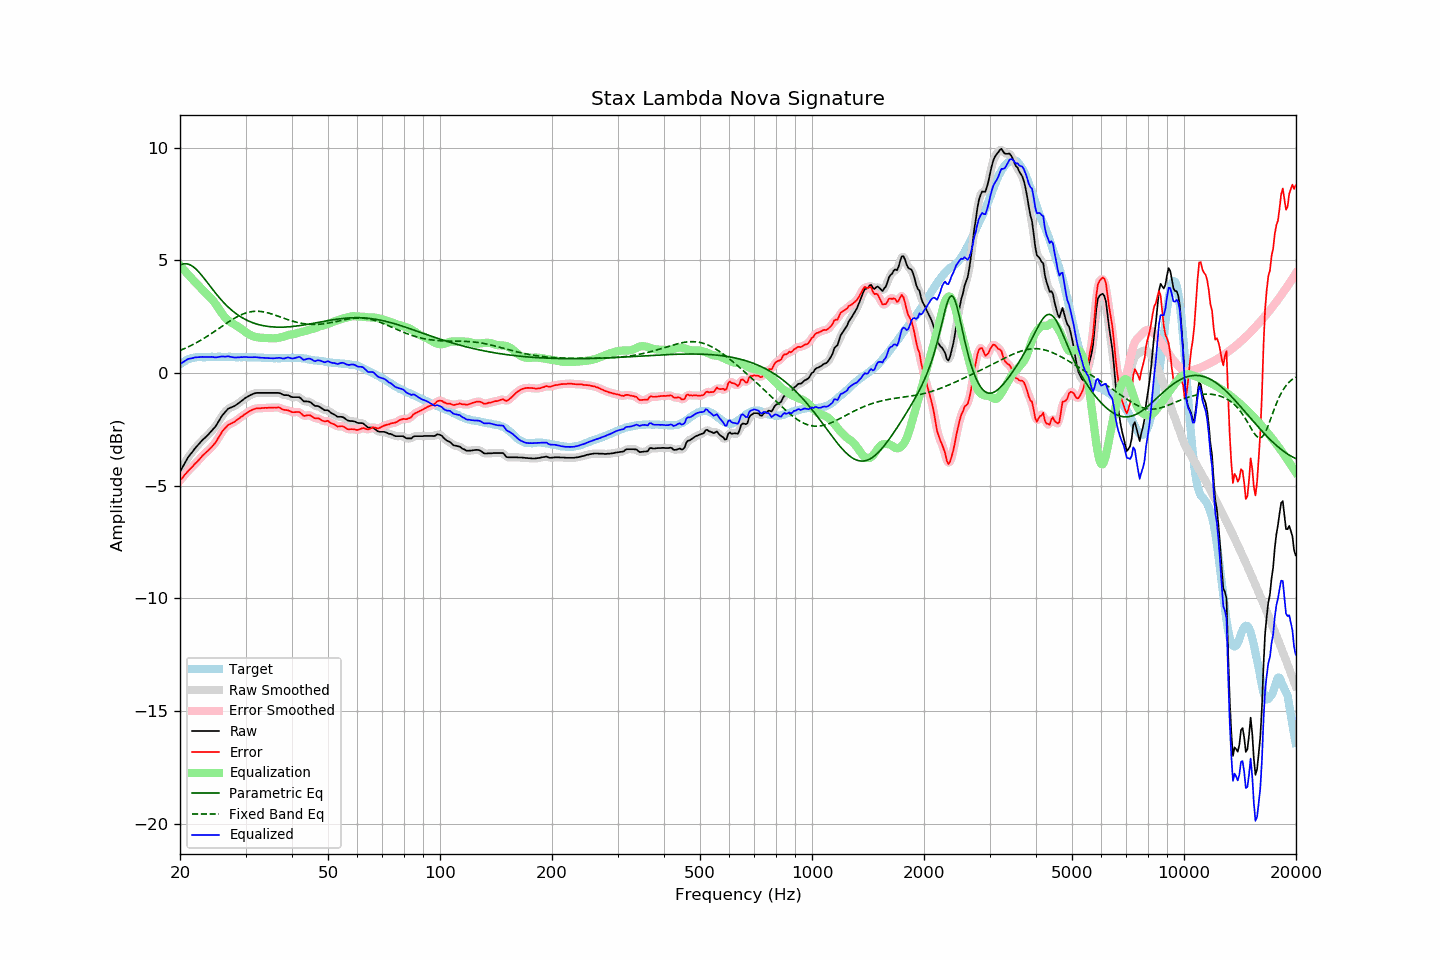 Stax Lambda Nova Signature
Amplitude (dBr)
10
5
0
−5
−10
−15
−20
Target
Raw Smoothed
Error Smoothed
Raw
Error
Equalization
Parametric Eq
Fixed Band Eq
Equalized
20 50 100 200 500 1000 2000 5000 10000 20000
Frequency (Hz)